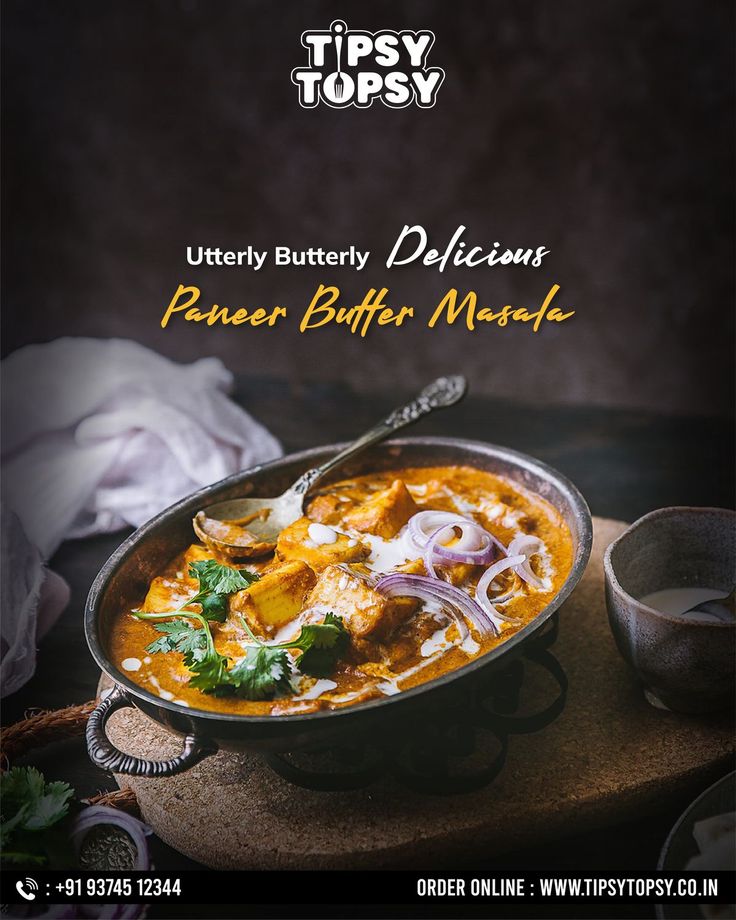 TIPSY
TOPSY
Utterly Butterly Delicious
Paneer Butter Masala
: +91 93745 12344
ORDER ONLINE : WWW.TIPSYTOPSY.CO.IN